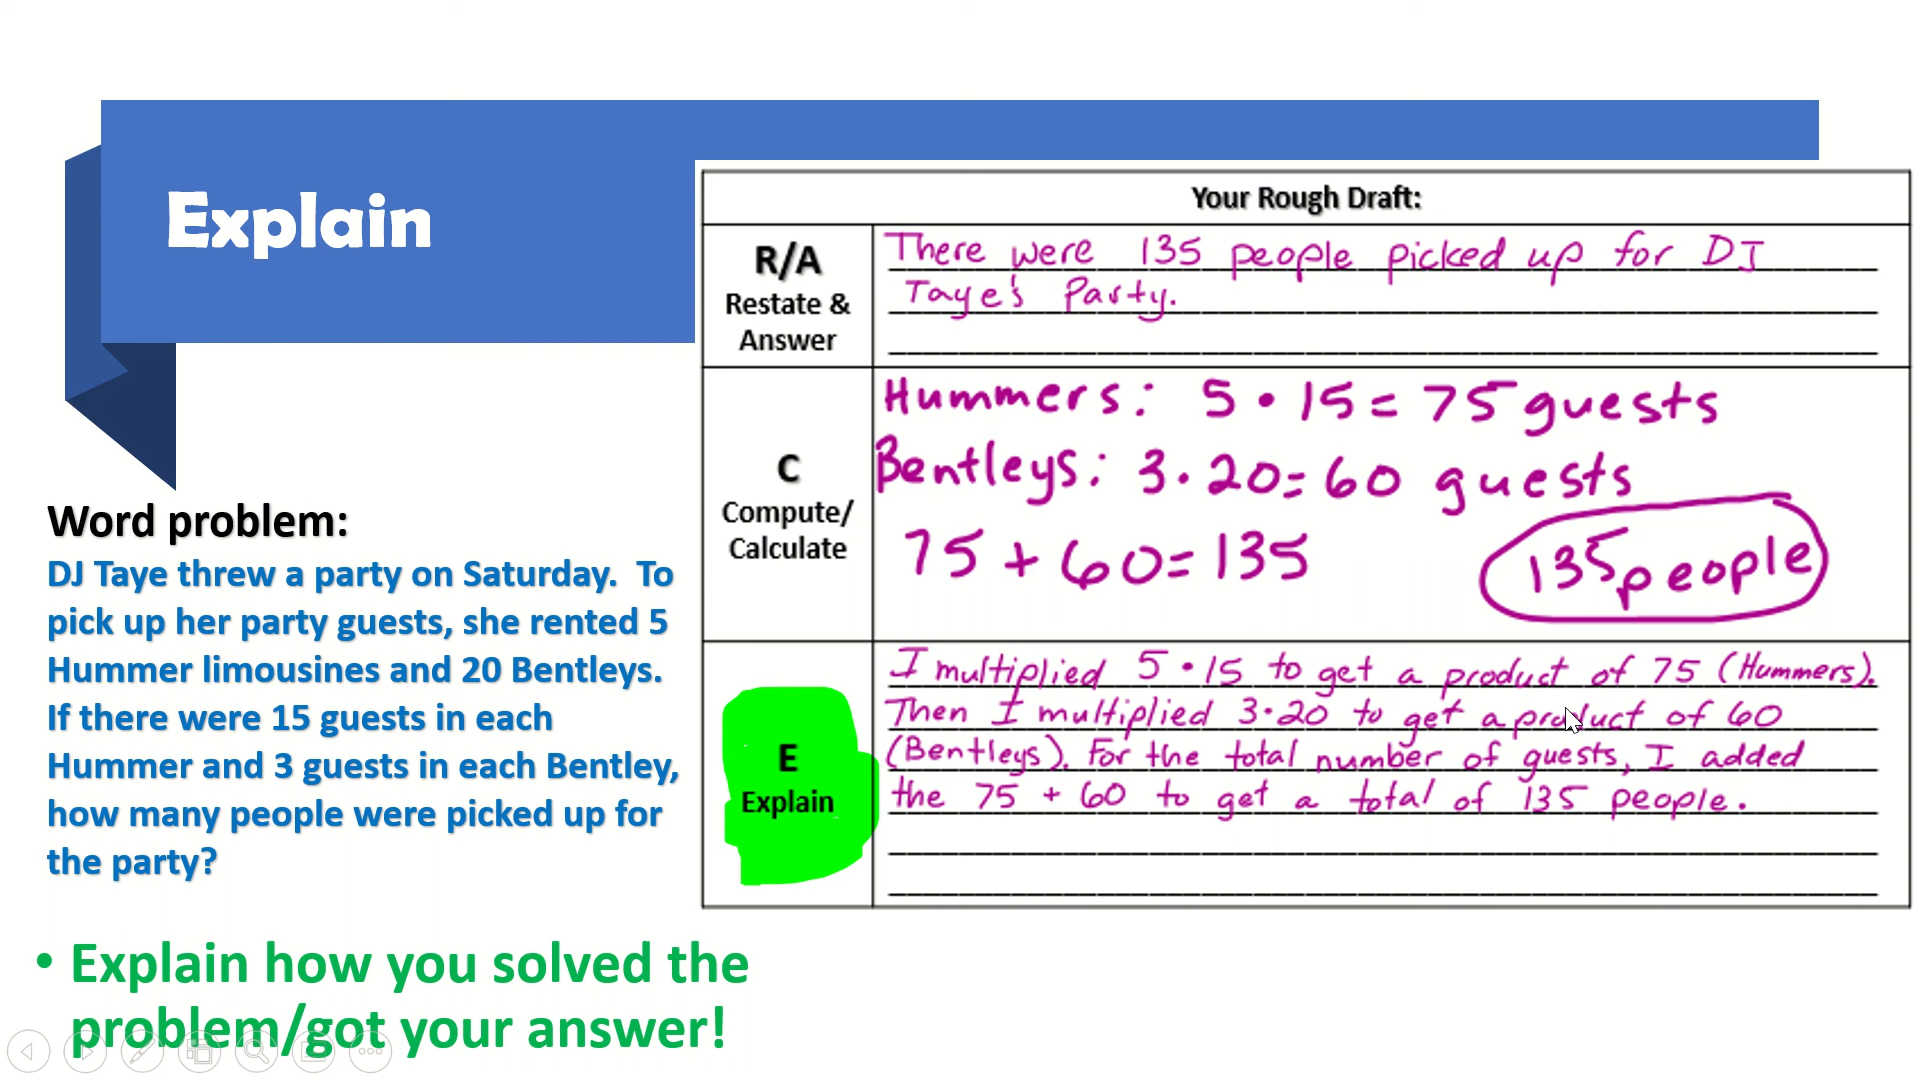 Explain
Word problem:
DJ Taye threw a party on Saturday. To
pick up her party guests, she rented 5
Hummer limousines and 20 Bentleys.
If there were 15 guests in each
Hummer and 3 guests in each Bentley,
how many people were picked up for
the party?
• Explain how you solved the
problem/got your answer!
Your Rough Draft:
R/A
Restate &
Answer
There were 135 people picked up for DJ
Taye's Party.
C
Compute/
Calculate
Hummers: 5 • 15 = 75 guests
Bentleys: 3 • 20 = 60 guests
75 + 60 = 135
135 people
E
Explain
I multiplied 5 • 15 to get a product of 75 (Hummers).
Then I multiplied 3 • 20 to get a product of 60
(Bentleys). For the total number of guests, I added
the 75 + 60 to get a total of 135 people.